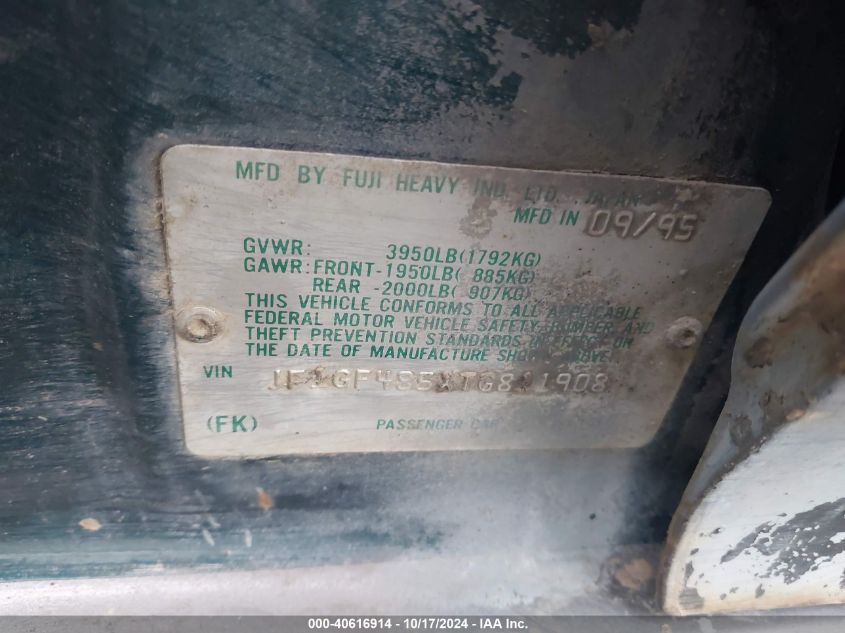 MFD BY FUJI HEAVY IND. LTD. JAPAN
MFD IN 09/95
GVWR: 3950LB(1792KG)
GAWR:FRONT-1950LB( 885KG)
REAR -2000LB( 907KG)
THIS VEHICLE CONFORMS TO ALL APPLICABLE
FEDERAL MOTOR VEHICLE SAFETY, BUMPER AND
THEFT PREVENTION STANDARDS IN EFFECT ON
THE DATE OF MANUFACTURE SHOWN ABOVE.
VIN
(FK) PASSENGER CAR
000-40616914 - 10/17/2024 - IAA Inc.